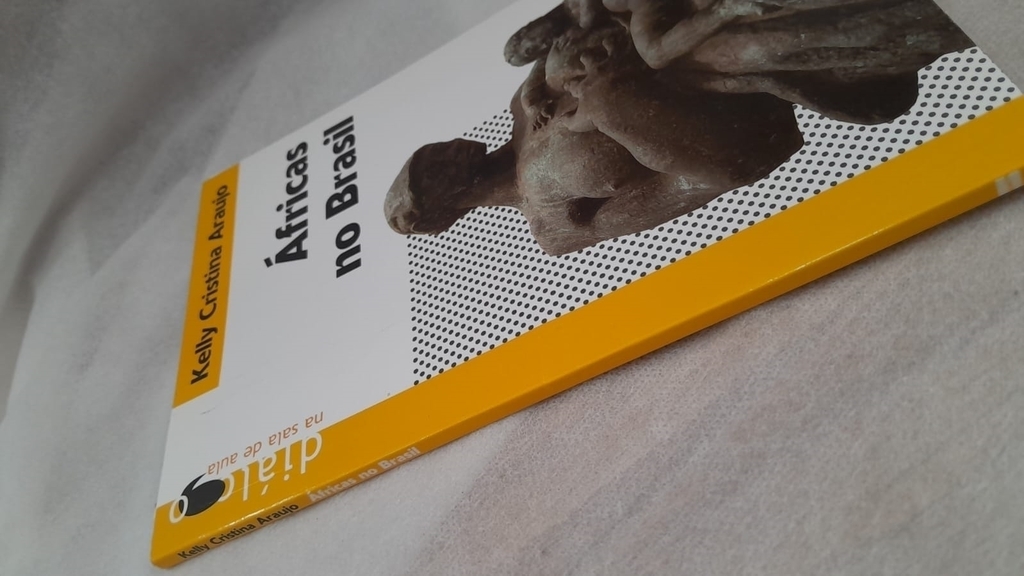 Kelly Cristina Araujo
Áfricas
no Brasil
diálogo
na sala de aula
Kelly Cristina Araujo
Áfricas no Brasil